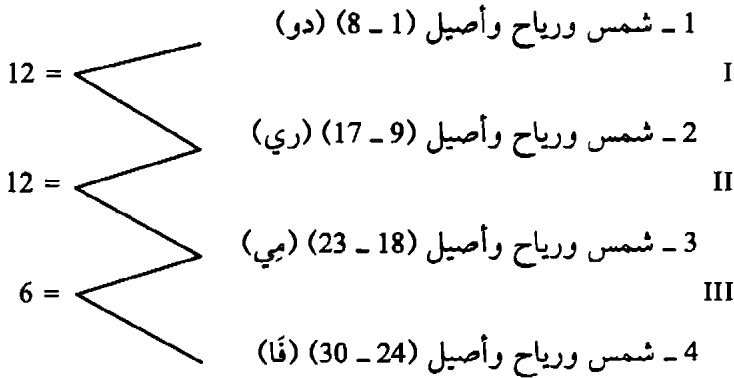 1 ـ شمس ورياح وأصيل (1 ـ 8) (دو)
I = 12
2 ـ شمس ورياح وأصيل (9 ـ 17) (ري)
II = 12
3 ـ شمس ورياح وأصيل (18 ـ 23) (مِي)
III = 6
4 ـ شمس ورياح وأصيل (24 ـ 30) (فَا)